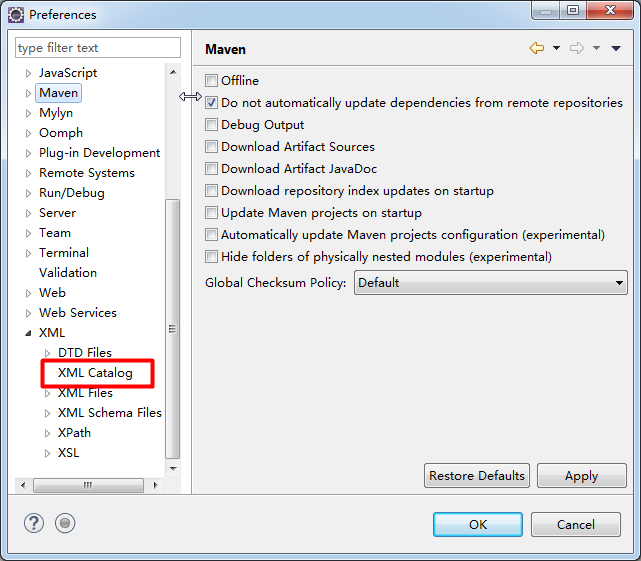 Preferences
type filter text
JavaScript
Maven
Mylyn
Oomph
Plug-in Development
Remote Systems
Run/Debug
Server
Team
Terminal
Validation
Web
Web Services
XML
DTD Files
XML Catalog
XML Files
XML Schema Files
XPath
XSL
Maven
Offline
Do not automatically update dependencies from remote repositories
Debug Output
Download Artifact Sources
Download Artifact JavaDoc
Download repository index updates on startup
Update Maven projects on startup
Automatically update Maven projects configuration (experimental)
Hide folders of physically nested modules (experimental)
Global Checksum Policy: Default
Restore Defaults Apply
? OK Cancel